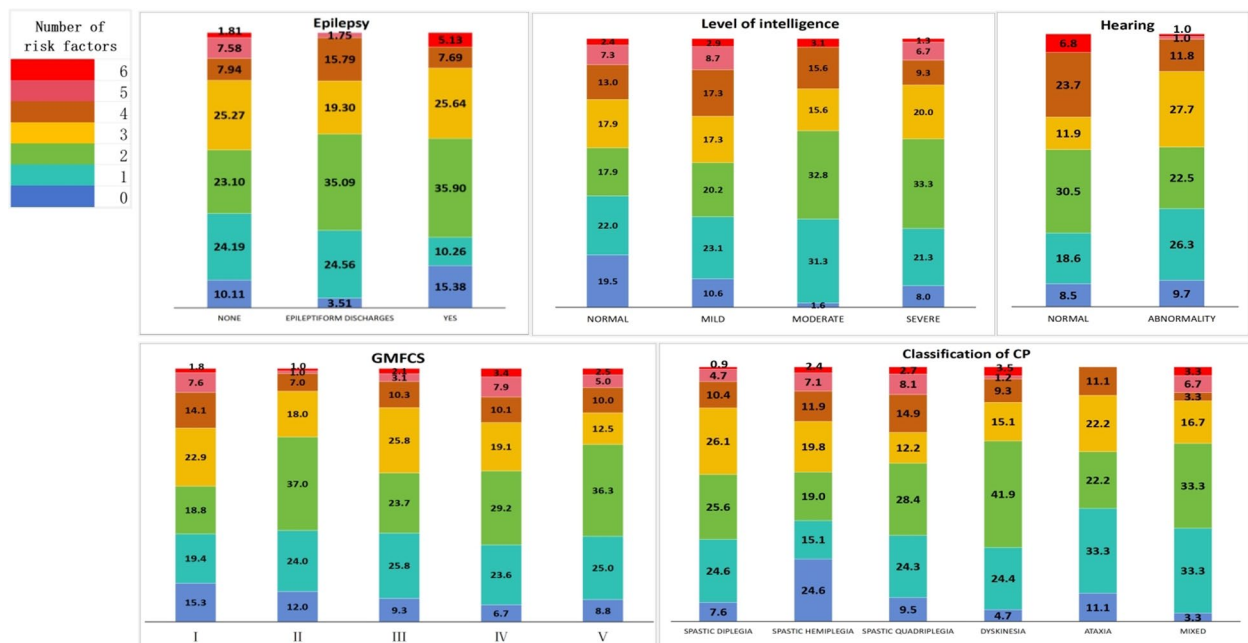 Number of
risk factors
6
5
4
3
2
1
0
Epilepsy
1.81 1.75 5.13
7.58 15.79 7.69
7.94
25.27 19.30 25.64
23.10 35.09 35.90
24.19 24.56 10.26
10.11 3.51 15.38
NONE EPILEPTIFORM DISCHARGES YES
Level of intelligence
2.4 2.9 3.1 1.3
7.3 8.7 6.7
13.0 17.3 15.6 9.3
17.9 17.3 15.6 20.0
17.9 20.2 32.8 33.3
22.0 23.1 31.3 21.3
19.5 10.6 1.6 8.0
NORMAL MILD MODERATE SEVERE
Hearing
6.8 1.0
1.0
23.7 11.8
11.9 27.7
30.5 22.5
18.6 26.3
8.5 9.7
NORMAL ABNORMALITY
GMFCS
1.8 1.0 2.1 3.4 2.5
7.6 1.0 3.1 7.9 5.0
14.1 7.0 10.3 10.1 10.0
22.9 18.0 25.8 19.1 12.5
18.8 37.0 23.7 29.2 36.3
19.4 24.0 25.8 23.6 25.0
15.3 12.0 9.3 6.7 8.8
I II III IV V
Classification of CP
0.9 2.4 2.7 3.5 3.3
4.7 7.1 8.1 1.2 6.7
10.4 11.9 14.9 9.3 11.1 3.3
26.1 19.8 12.2 15.1 22.2 16.7
25.6 19.0 28.4 41.9 22.2 33.3
24.6 15.1 24.3 24.4 33.3 33.3
7.6 24.6 9.5 4.7 11.1 3.3
SPASTIC DIPLEGIA SPASTIC HEMIPLEGIA SPASTIC QUADRIPLEGIA DYSKINESIA ATAXIA MIXED